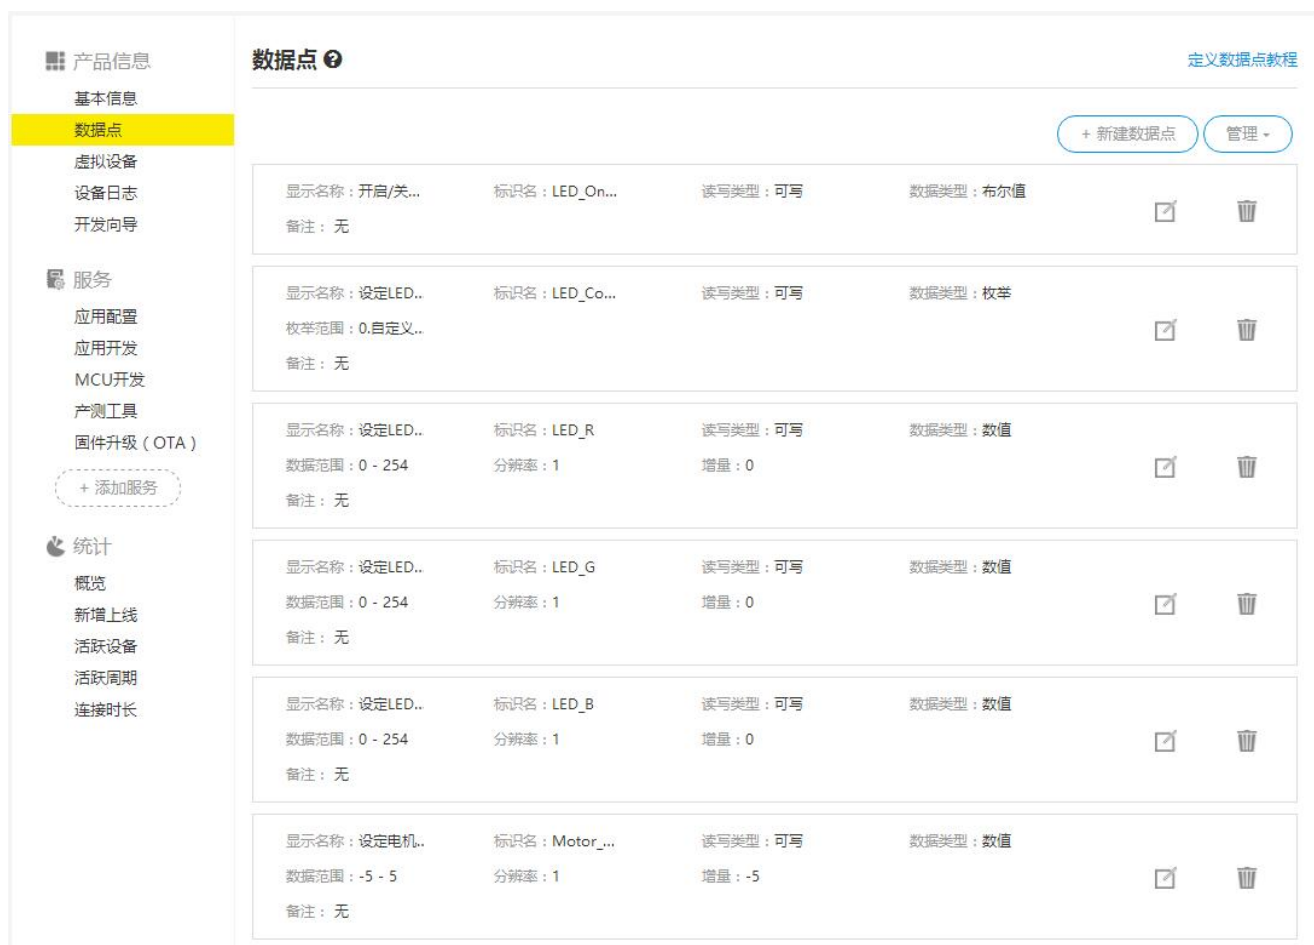 产品信息
基本信息
数据点
虚拟设备
设备日志
开发向导
服务
应用配置
应用开发
MCU开发
产测工具
固件升级（OTA）
+ 添加服务
统计
概览
新增上线
活跃设备
活跃周期
连接时长
数据点 ?
定义数据点教程
+ 新建数据点 管理
显示名称：开启/关... 标识名：LED_On... 读写类型：可写 数据类型：布尔值
备注： 无
显示名称：设定LED... 标识名：LED_Co... 读写类型：可写 数据类型：枚举
枚举范围：0.自定义...
备注： 无
显示名称：设定LED... 标识名：LED_R 读写类型：可写 数据类型：数值
数据范围：0 - 254 分辨率：1 增量：0
备注： 无
显示名称：设定LED... 标识名：LED_G 读写类型：可写 数据类型：数值
数据范围：0 - 254 分辨率：1 增量：0
备注： 无
显示名称：设定LED... 标识名：LED_B 读写类型：可写 数据类型：数值
数据范围：0 - 254 分辨率：1 增量：0
备注： 无
显示名称：设定电机... 标识名：Motor_... 读写类型：可写 数据类型：数值
数据范围：-5 - 5 分辨率：1 增量：-5
备注： 无